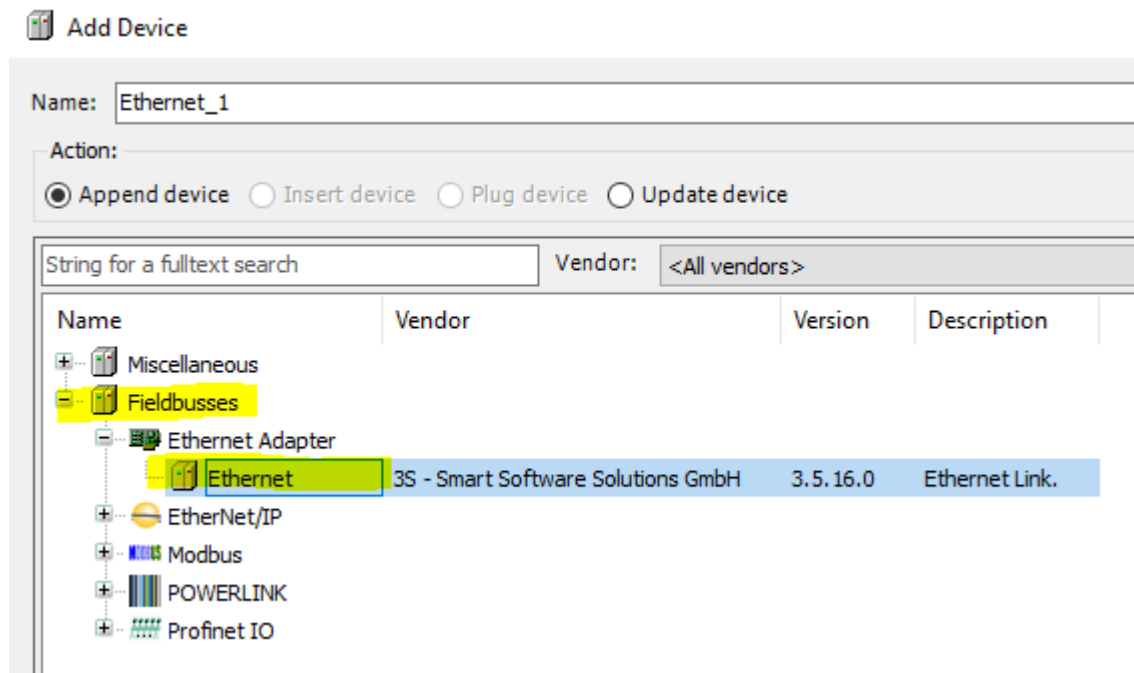 Add Device
Name: Ethernet_1
Action:
Append device Insert device Plug device Update device
String for a fulltext search Vendor: <All vendors>
Name Vendor Version Description
Miscellaneous
Fieldbusses
Ethernet Adapter
Ethernet 3S - Smart Software Solutions GmbH 3.5.16.0 Ethernet Link.
EtherNet/IP
MODBUS Modbus
POWERLINK
Profinet IO